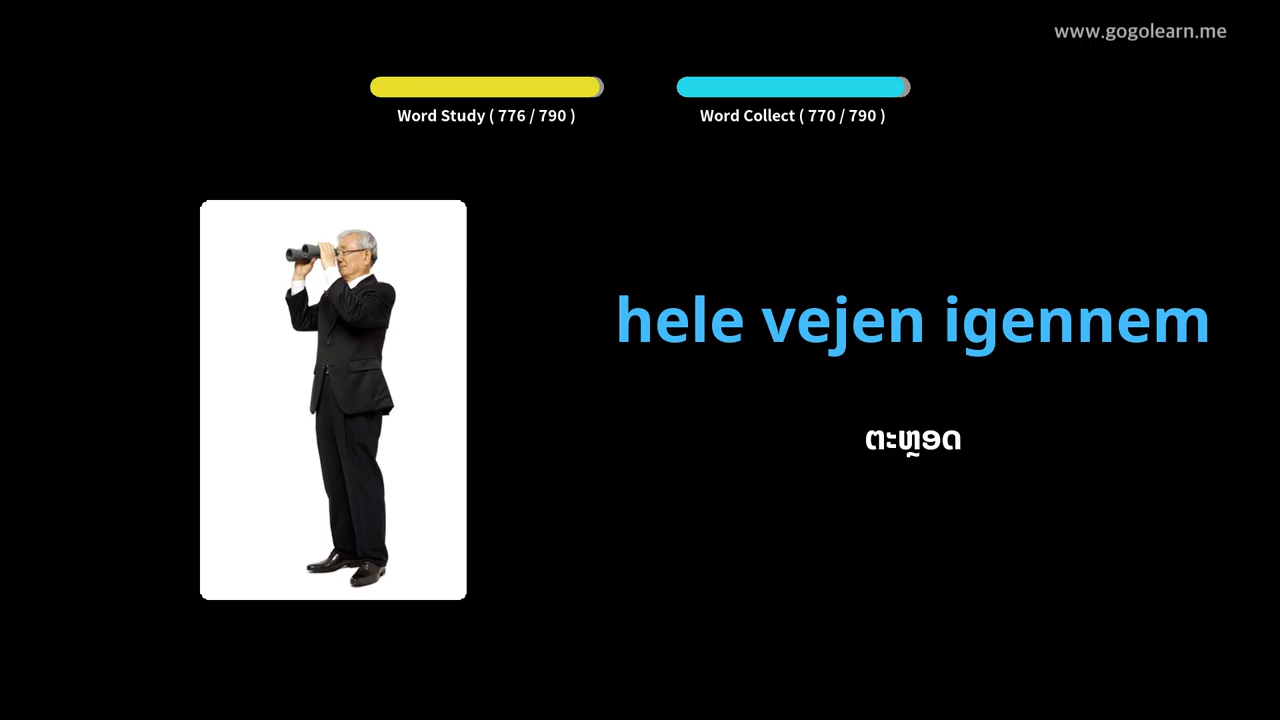 www.gogolearn.me
Word Study ( 776 / 790 )
Word Collect ( 770 / 790 )
hele vejen igennem
ຕະຫຼອດ